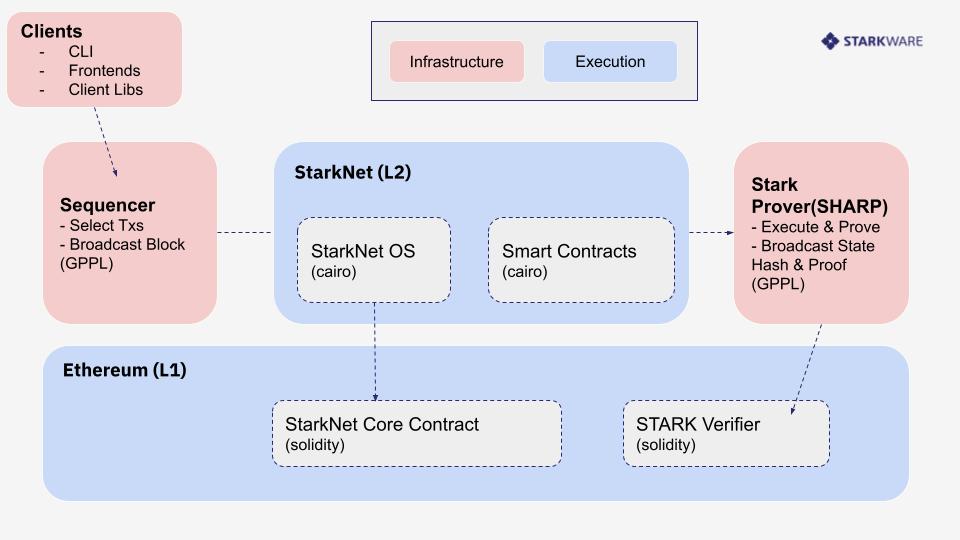 Clients
- CLI
- Frontends
- Client Libs
Infrastructure
Execution
STARKWARE
Sequencer
- Select Txs
- Broadcast Block
(GPPL)
StarkNet (L2)
StarkNet OS
(cairo)
Smart Contracts
(cairo)
Stark
Prover(SHARP)
- Execute & Prove
- Broadcast State
Hash & Proof
(GPPL)
Ethereum (L1)
StarkNet Core Contract
(solidity)
STARK Verifier
(solidity)